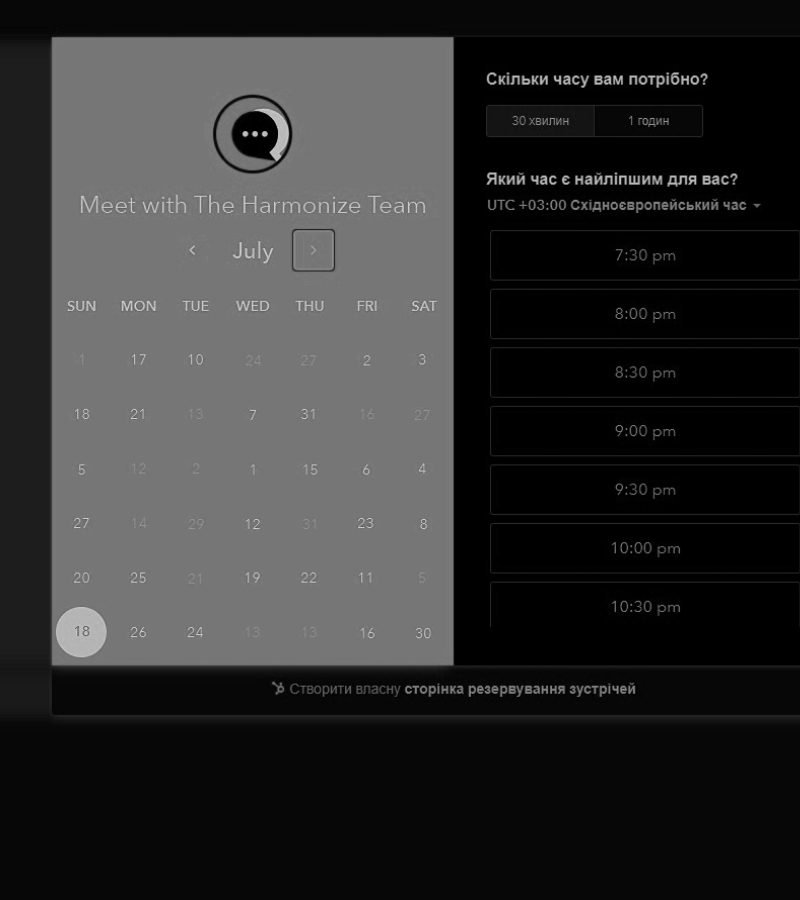 Meet with The Harmonize Team
July
SUN MON TUE WED THU FRI SAT
1 17 10 24 27 2 3
18 21 13 7 31 16 27
5 12 2 1 15 6 4
27 14 29 12 31 23 8
20 25 21 19 22 11 5
18 26 24 13 13 16 30
Скільки часу вам потрібно?
30 хвилин 1 годин
Який час є найліпшим для вас?
UTC +03:00 Східноєвропейський час
7:30 pm
8:00 pm
8:30 pm
9:00 pm
9:30 pm
10:00 pm
10:30 pm
Створити власну сторінка резервування зустрічей